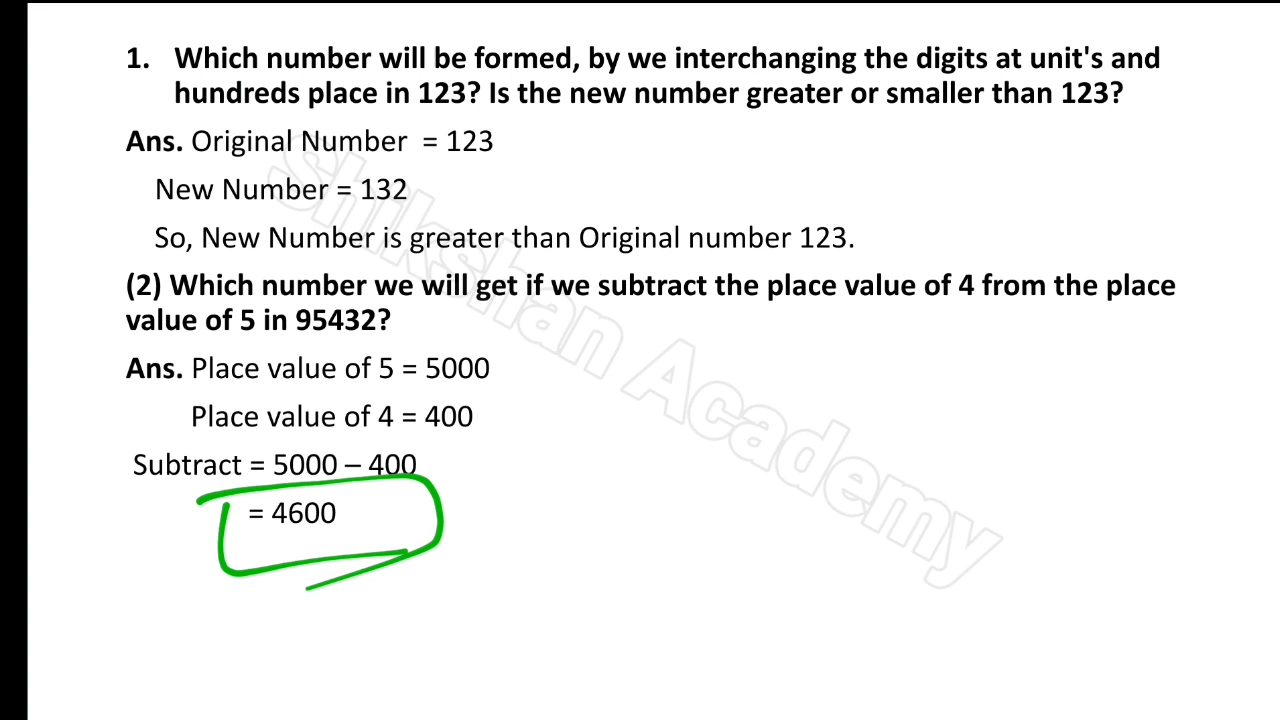 1. Which number will be formed, by we interchanging the digits at unit's and
hundreds place in 123? Is the new number greater or smaller than 123?
Ans. Original Number = 123
New Number = 132
So, New Number is greater than Original number 123.
(2) Which number we will get if we subtract the place value of 4 from the place
value of 5 in 95432?
Ans. Place value of 5 = 5000
Place value of 4 = 400
Subtract = 5000 – 400
= 4600
Shikshan Academy